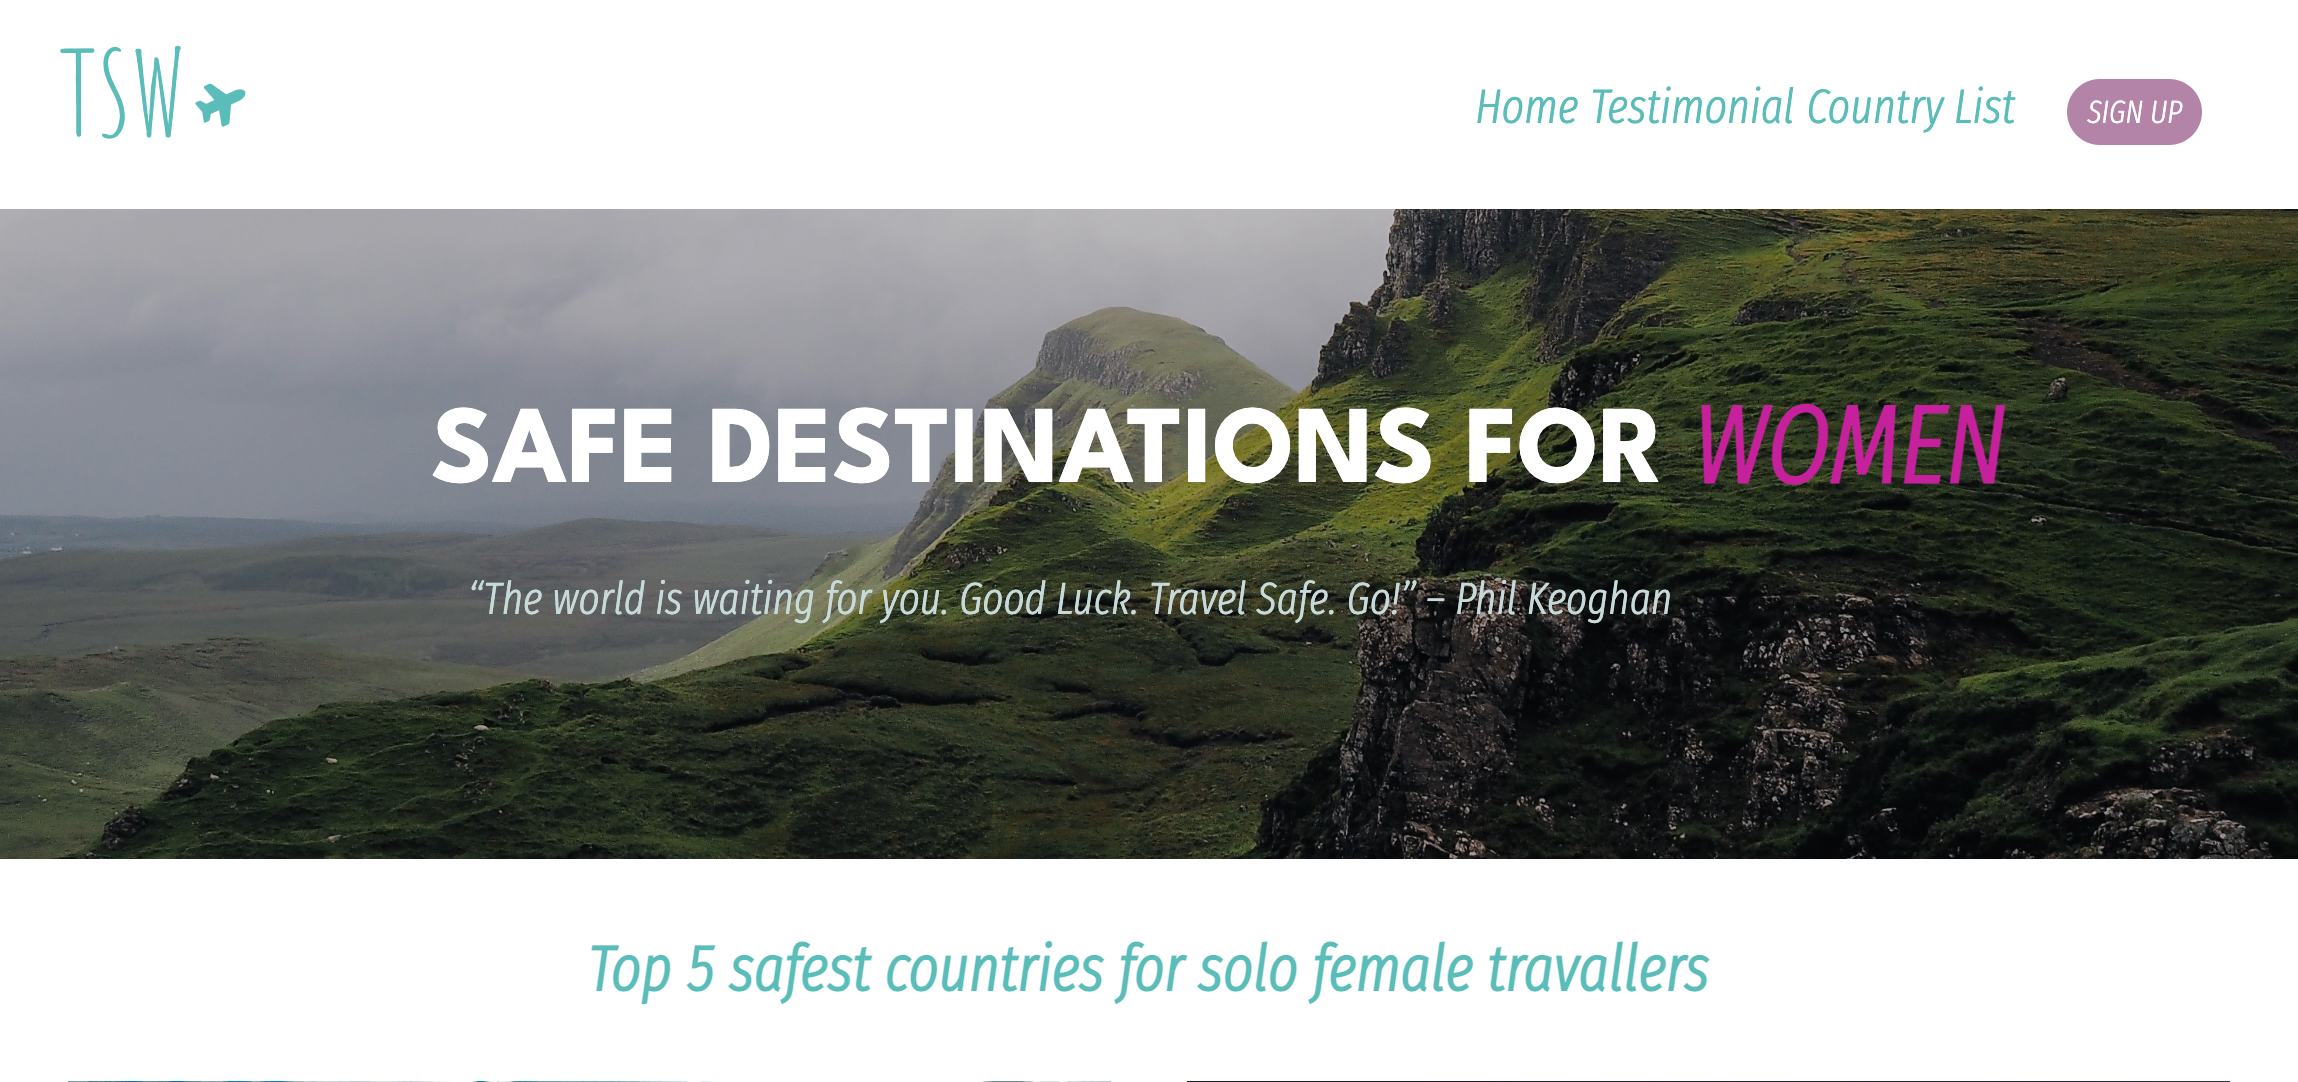 TSW
Home Testimonial Country List SIGN UP
SAFE DESTINATIONS FOR WOMEN
“The world is waiting for you. Good Luck. Travel Safe. Go!” – Phil Keoghan
Top 5 safest countries for solo female travallers